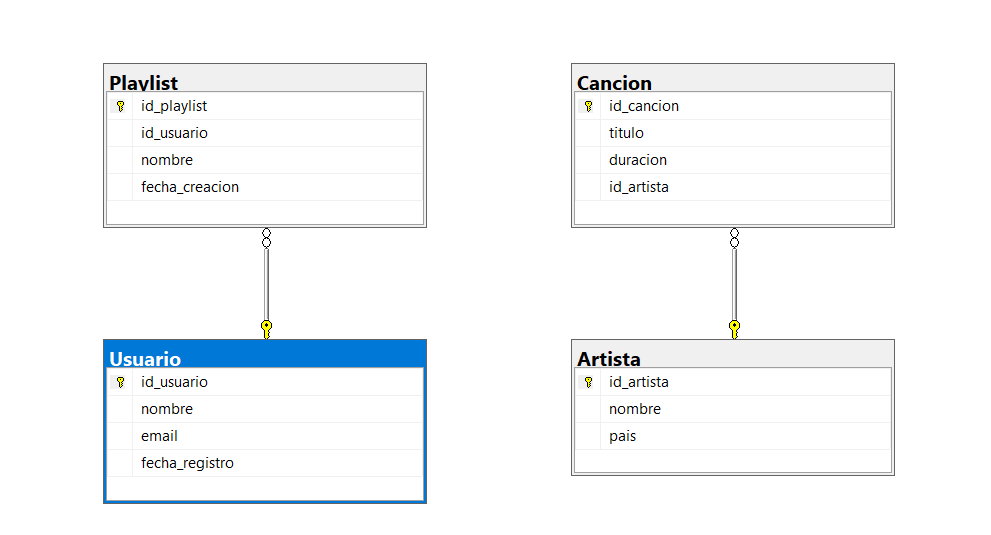 Playlist
id_playlist
id_usuario
nombre
fecha_creacion
Cancion
id_cancion
titulo
duracion
id_artista
Usuario
id_usuario
nombre
email
fecha_registro
Artista
id_artista
nombre
pais